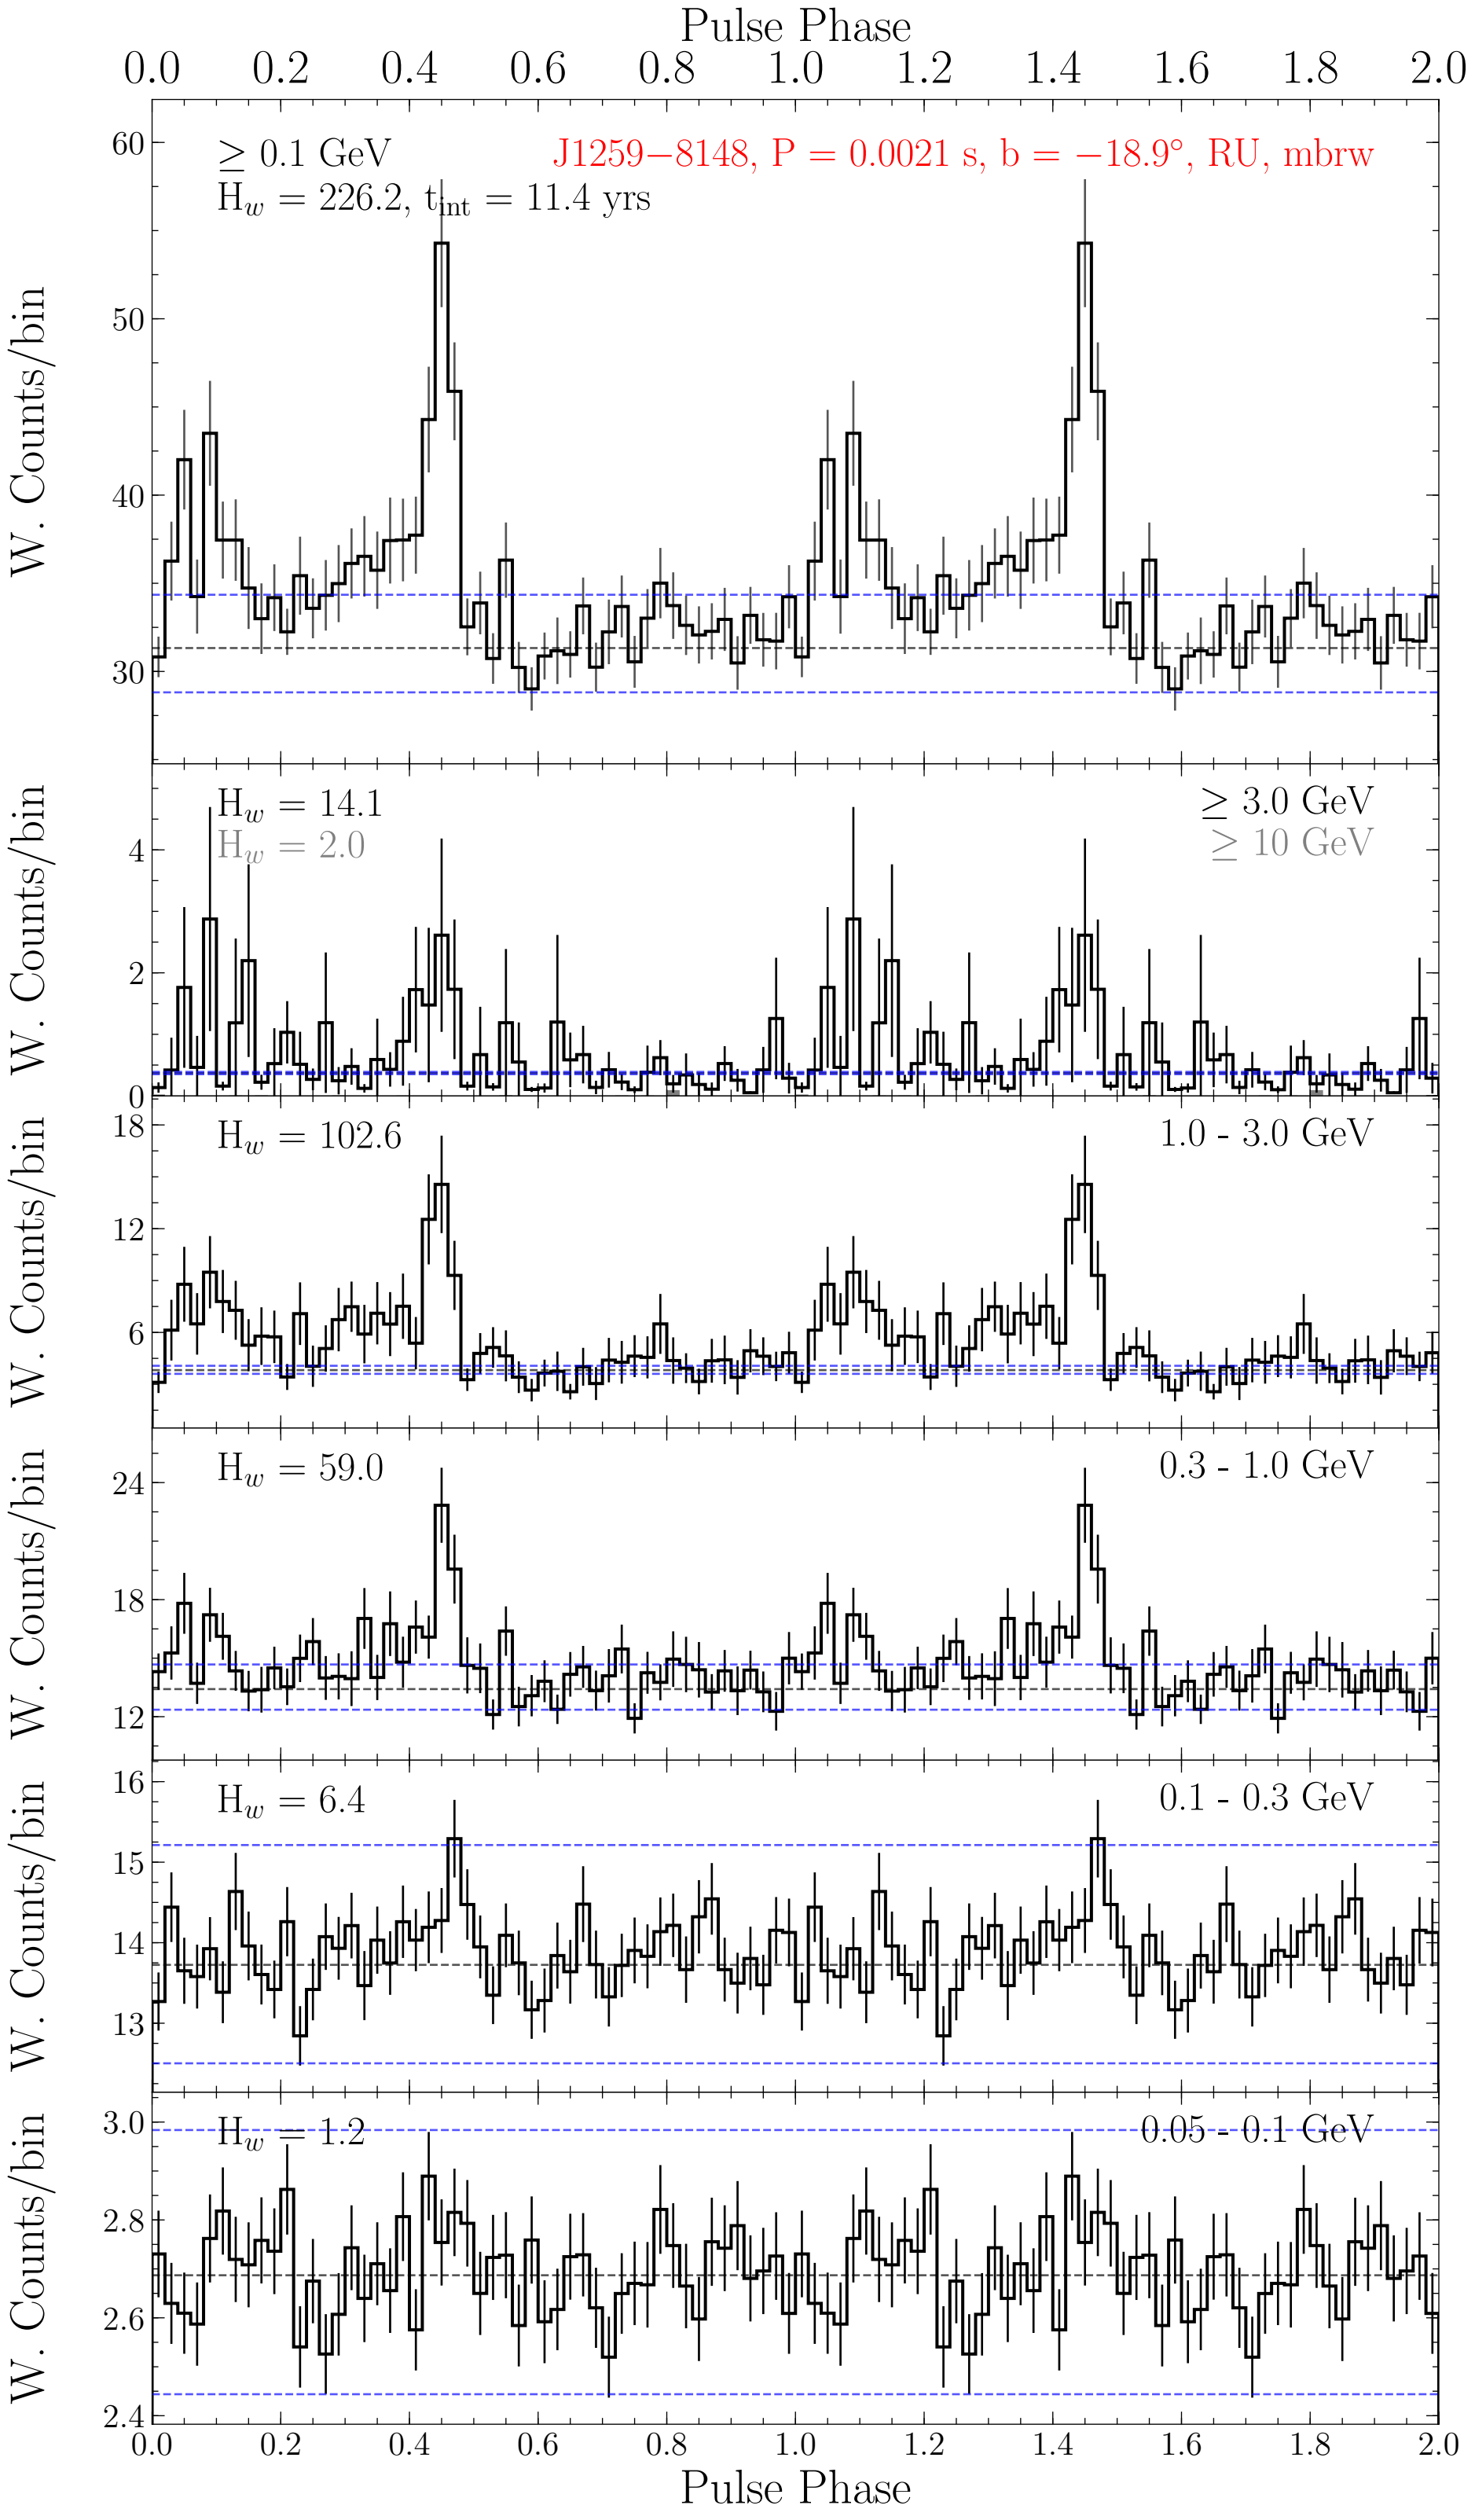 Pulse Phase
0.0 0.2 0.4 0.6 0.8 1.0 1.2 1.4 1.6 1.8 2.0
≥ 0.1 GeV
J1259−8148, P = 0.0021 s, b = −18.9°, RU, mbrw
H_w = 226.2, t_int = 11.4 yrs
60
50
40
30
W. Counts/bin
H_w = 14.1
≥ 3.0 GeV
H_w = 2.0
≥ 10 GeV
4
2
0
W. Counts/bin
H_w = 102.6
1.0 - 3.0 GeV
18
12
6
W. Counts/bin
H_w = 59.0
0.3 - 1.0 GeV
24
18
12
W. Counts/bin
H_w = 6.4
0.1 - 0.3 GeV
16
15
14
13
W. Counts/bin
H_w = 1.2
0.05 - 0.1 GeV
3.0
2.8
2.6
2.4
W. Counts/bin
0.0 0.2 0.4 0.6 0.8 1.0 1.2 1.4 1.6 1.8 2.0
Pulse Phase